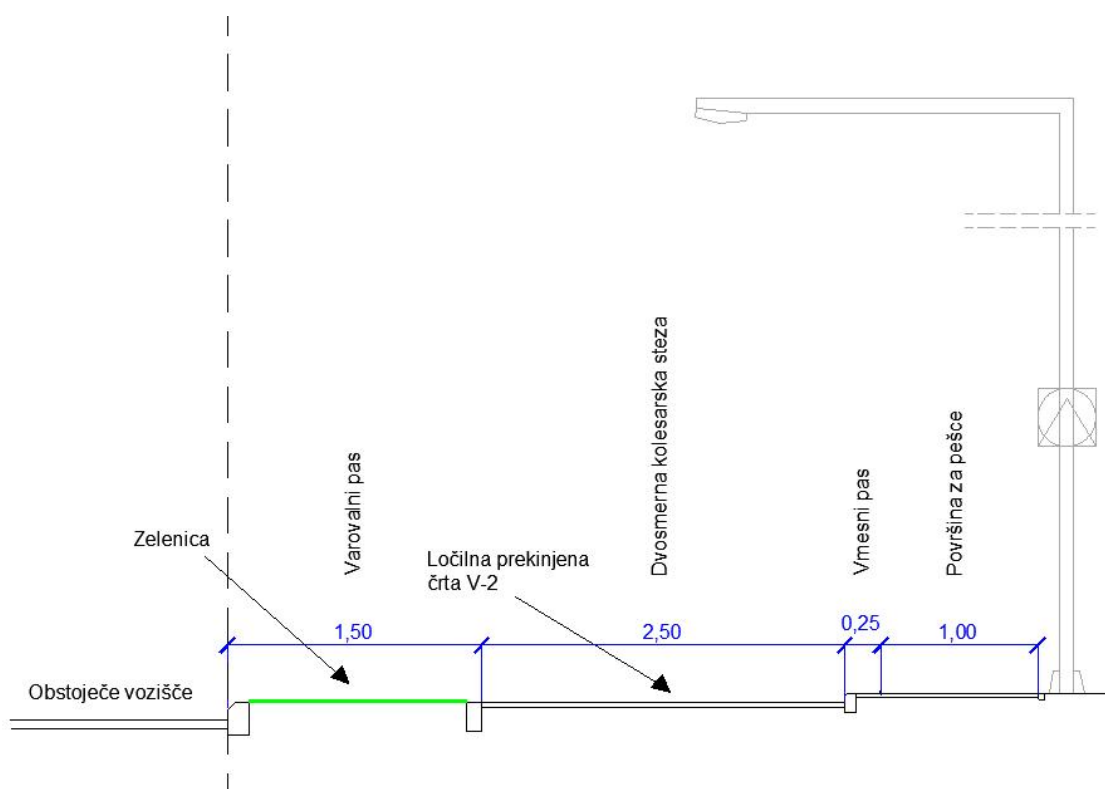 Varovalni pas
Dvosmerna kolesarska steza
Vmesni pas
Površina za pešce
Zelenica
Ločilna prekinjena
črta V-2
1,50
2,50
0,25
1,00
Obstoječe vozišče